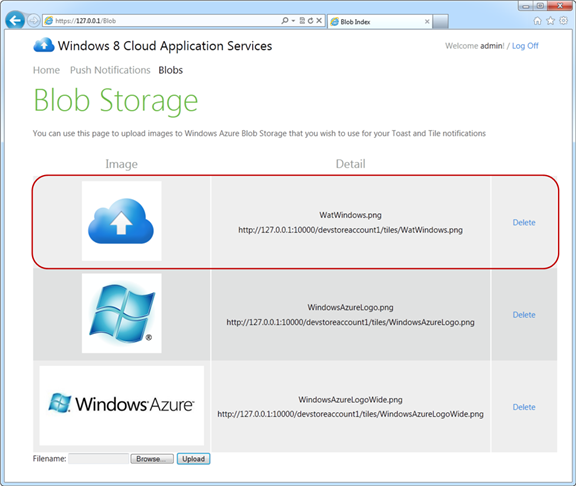 https://127.0.0.1/Blob
Blob Index
Windows 8 Cloud Application Services
Welcome admin! / Log Off
Home Push Notifications Blobs
Blob Storage
You can use this page to upload images to Windows Azure Blob Storage that you wish to use for your Toast and Tile notifications
Image Detail
WatWindows.png
http://127.0.0.1:10000/devstoreaccount1/tiles/WatWindows.png
Delete
®
WindowsAzureLogo.png
http://127.0.0.1:10000/devstoreaccount1/tiles/WindowsAzureLogo.png
Delete
Windows Azure
WindowsAzureLogoWide.png
http://127.0.0.1:10000/devstoreaccount1/tiles/WindowsAzureLogoWide.png
Delete
Filename: Browse... Upload